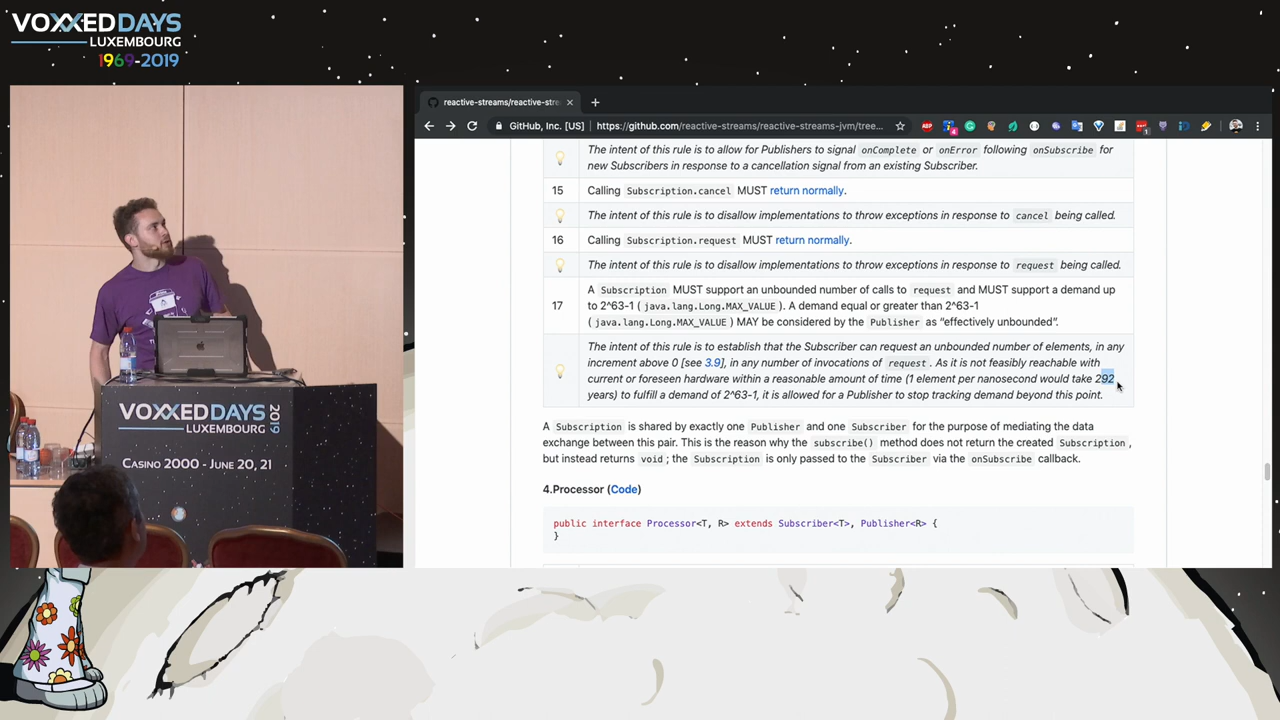 VOXXED DAYS
LUXEMBOURG
1969-2019
reactive-streams/reactive-stre
GitHub, Inc. [US]
https://github.com/reactive-streams/reactive-streams-jvm/tree...
The intent of this rule is to allow for Publishers to signal onComplete or onError following onSubscribe for
new Subscribers in response to a cancellation signal from an existing Subscriber.
15 Calling Subscription.cancel MUST return normally.
The intent of this rule is to disallow implementations to throw exceptions in response to cancel being called.
16 Calling Subscription.request MUST return normally.
The intent of this rule is to disallow implementations to throw exceptions in response to request being called.
A Subscription MUST support an unbounded number of calls to request and MUST support a demand up
17 to 2^63-1 ( java.lang.Long.MAX_VALUE ). A demand equal or greater than 2^63-1
( java.lang.Long.MAX_VALUE ) MAY be considered by the Publisher as “effectively unbounded”.
The intent of this rule is to establish that the Subscriber can request an unbounded number of elements, in any
increment above 0 [see 3.9], in any number of invocations of request. As it is not feasibly reachable with
current or foreseen hardware within a reasonable amount of time (1 element per nanosecond would take 292
years) to fulfill a demand of 2^63-1, it is allowed for a Publisher to stop tracking demand beyond this point.
A Subscription is shared by exactly one Publisher and one Subscriber for the purpose of mediating the data
exchange between this pair. This is the reason why the subscribe() method does not return the created Subscription,
but instead returns void; the Subscription is only passed to the Subscriber via the onSubscribe callback.
4.Processor (Code)
public interface Processor<T, R> extends Subscriber<T>, Publisher<R> {
}
VOXXED DAYS 2019
LUXEMBOURG
CASINO 2000 - JUNE 20, 21